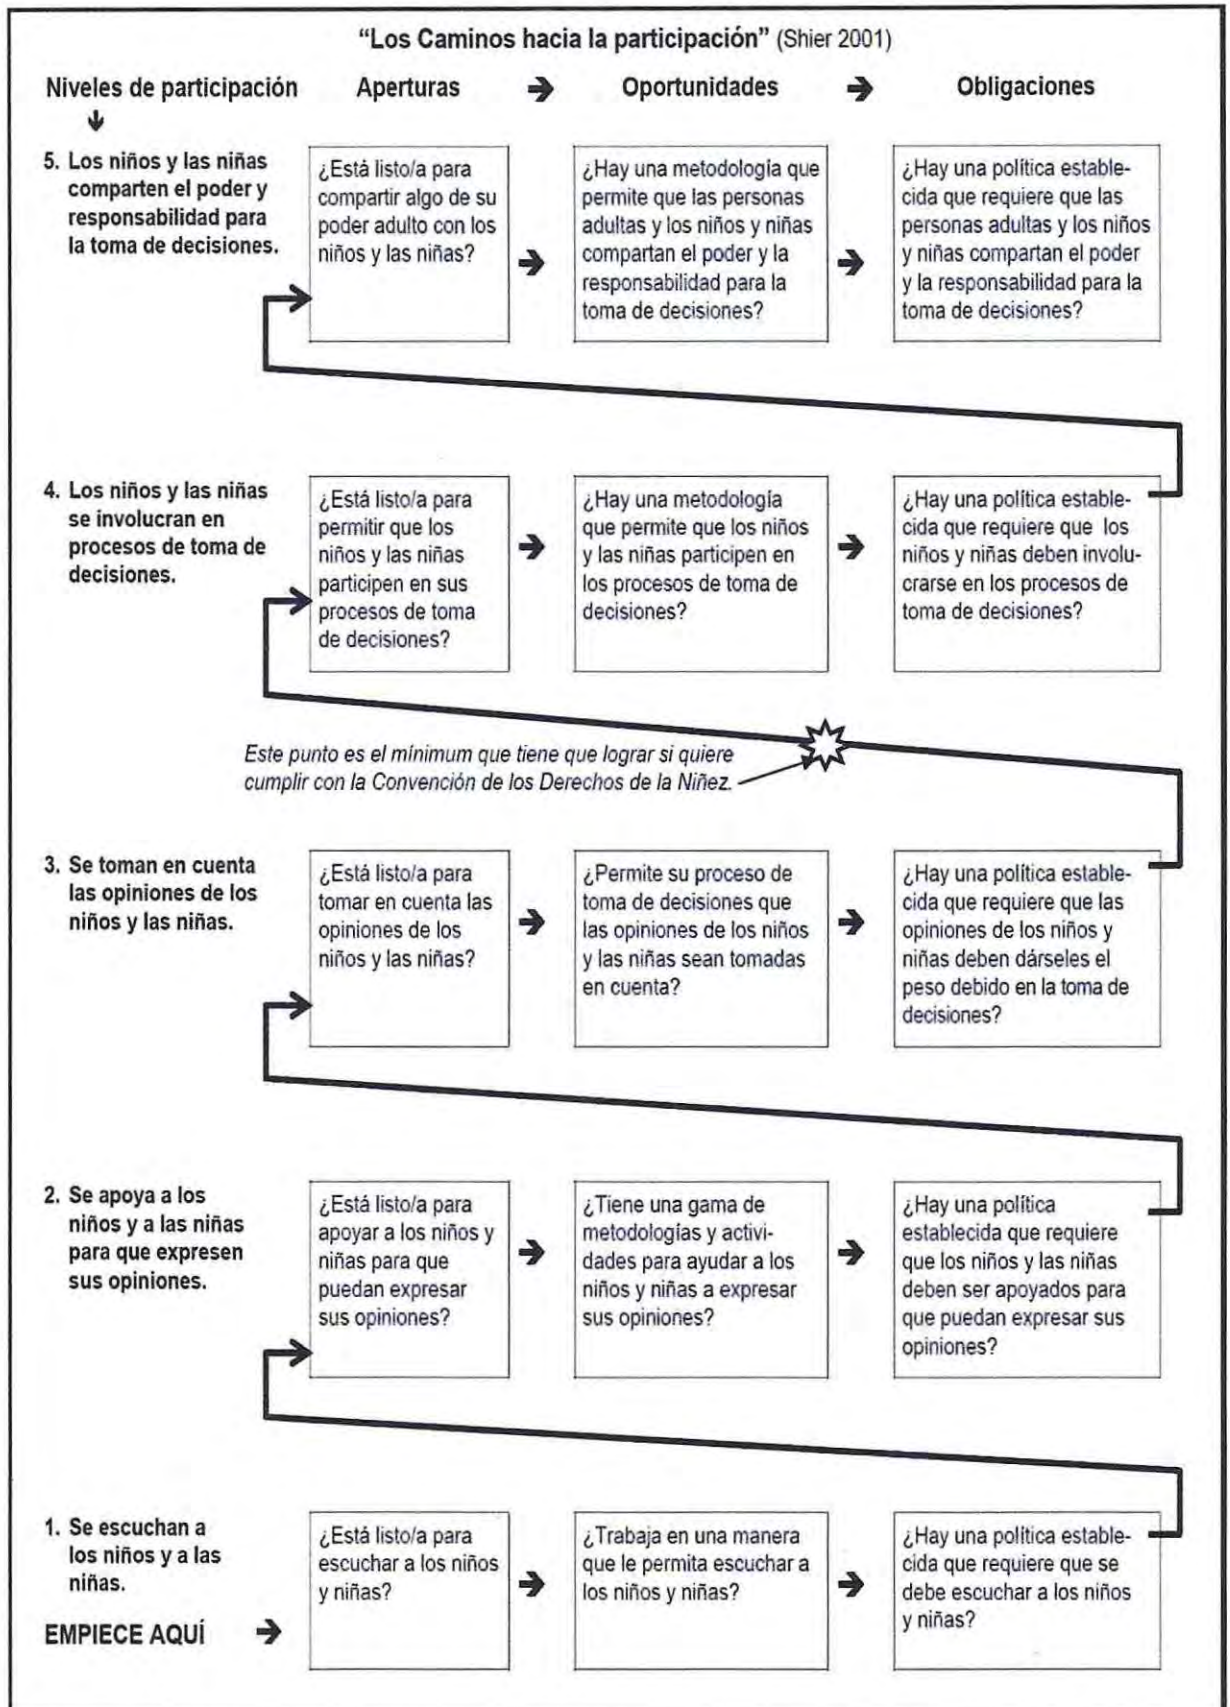 “Los Caminos hacia la participación” (Shier 2001)
Niveles de participación
Aperturas
Oportunidades
Obligaciones
5. Los niños y las niñas
comparten el poder y
responsabilidad para
la toma de decisiones.
¿Está listo/a para
compartir algo de su
poder adulto con los
niños y las niñas?
¿Hay una metodología que
permite que las personas
adultas y los niños y niñas
compartan el poder y la
responsabilidad para la
toma de decisiones?
¿Hay una política estable-
cida que requiere que las
personas adultas y los niños
y niñas compartan el poder
y la responsabilidad para la
toma de decisiones?
4. Los niños y las niñas
se involucran en
procesos de toma de
decisiones.
¿Está listo/a para
permitir que los
niños y las niñas
participen en sus
procesos de toma
de decisiones?
¿Hay una metodología
que permite que los niños
y las niñas participen en
los procesos de toma de
decisiones?
¿Hay una política estable-
cida que requiere que los
niños y niñas deben involu-
crarse en los procesos de
toma de decisiones?
Este punto es el mínimum que tiene que lograr si quiere
cumplir con la Convención de los Derechos de la Niñez.
3. Se toman en cuenta
las opiniones de los
niños y las niñas.
¿Está listo/a para
tomar en cuenta las
opiniones de los
niños y las niñas?
¿Permite su proceso de
toma de decisiones que
las opiniones de los niños
y las niñas sean tomadas
en cuenta?
¿Hay una política estable-
cida que requiere que las
opiniones de los niños y
niñas deben dárseles el
peso debido en la toma de
decisiones?
2. Se apoya a los
niños y a las niñas
para que expresen
sus opiniones.
¿Está listo/a para
apoyar a los niños y
niñas para que
puedan expresar
sus opiniones?
¿Tiene una gama de
metodologías y activi-
dades para ayudar a los
niños y niñas a expresar
sus opiniones?
¿Hay una política
establecida que requiere
que los niños y las niñas
deben ser apoyados para
que puedan expresar sus
opiniones?
1. Se escuchan a
los niños y a las
niñas.
EMPIECE AQUÍ
¿Está listo/a para
escuchar a los niños
y niñas?
¿Trabaja en una manera
que le permita escuchar a
los niños y niñas?
¿Hay una política estable-
cida que requiere que se
debe escuchar a los niños
y niñas?